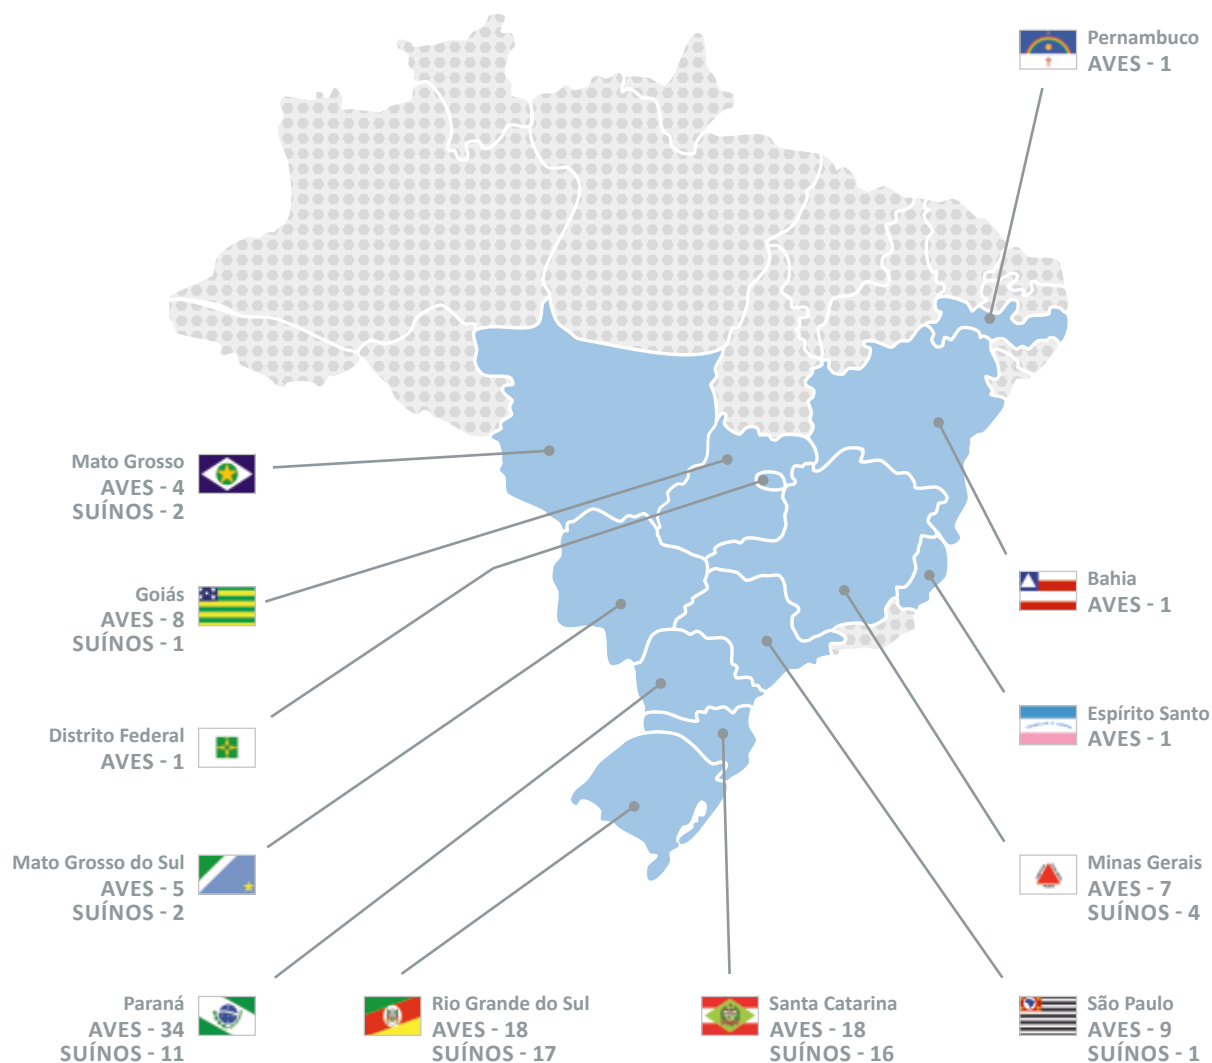 Pernambuco
AVES - 1
Mato Grosso
AVES - 4
SUÍNOS - 2
Goiás
AVES - 8
SUÍNOS - 1
Bahia
AVES - 1
Distrito Federal
AVES - 1
Espírito Santo
AVES - 1
Mato Grosso do Sul
AVES - 5
SUÍNOS - 2
Minas Gerais
AVES - 7
SUÍNOS - 4
Paraná
AVES - 34
SUÍNOS - 11
Rio Grande do Sul
AVES - 18
SUÍNOS - 17
Santa Catarina
AVES - 18
SUÍNOS - 16
São Paulo
AVES - 9
SUÍNOS - 1